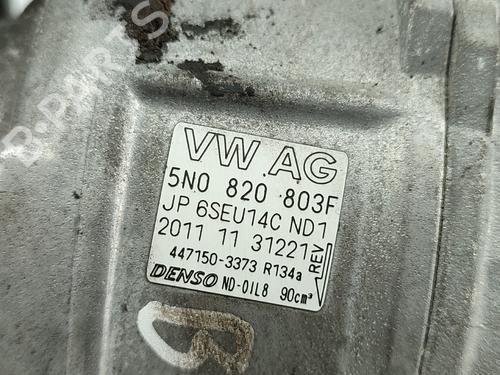 B-PARTS
VW AG
5N0 820 803F
JP 6SEU14C ND1
2011 11 31221
REV
447150-3373 R134a
DENSO ND-OIL8 90cm³
B